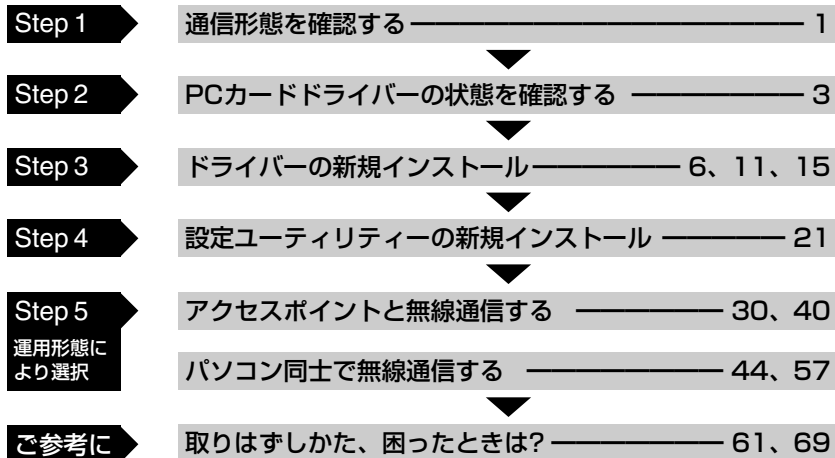 Step 1 通信形態を確認する 1
Step 2 PCカードドライバーの状態を確認する 3
Step 3 ドライバーの新規インストール 6、11、15
Step 4 設定ユーティリティーの新規インストール 21
Step 5 アクセスポイントと無線通信する 30、40
運用形態に
より選択
パソコン同士で無線通信する 44、57
ご参考に 取りはずしかた、困ったときは? 61、69